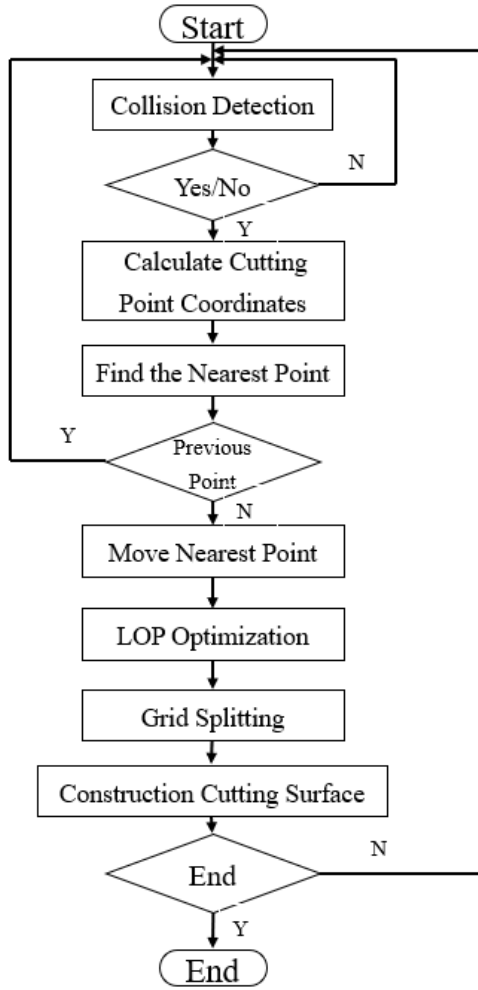 Start
Collision Detection
Yes/No
N
Y
Calculate Cutting
Point Coordinates
Find the Nearest Point
Y
Previous
Point
N
Move Nearest Point
LOP Optimization
Grid Splitting
Construction Cutting Surface
N
End
Y
End